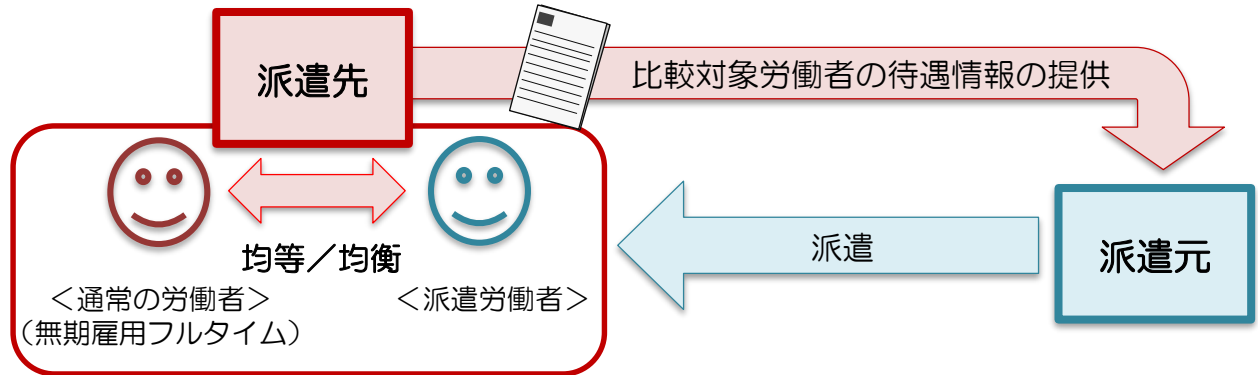 派遣先
比較対象労働者の待遇情報の提供
均等／均衡
＜通常の労働者＞
（無期雇用フルタイム）
＜派遣労働者＞
派遣
派遣元